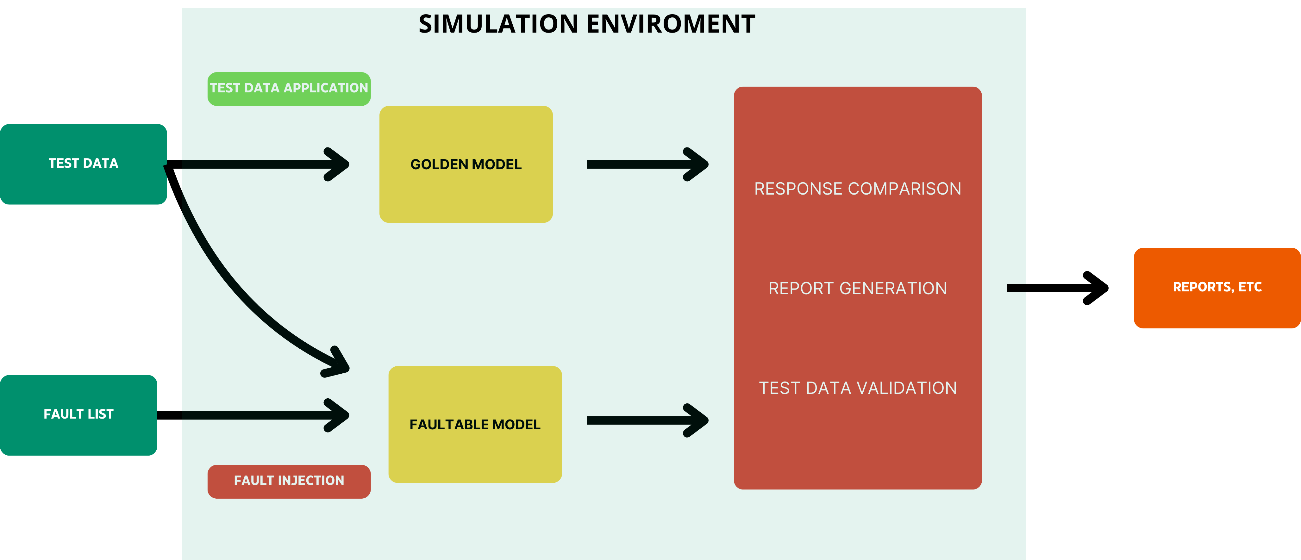 SIMULATION ENVIROMENT
TEST DATA APPLICATION
TEST DATA
GOLDEN MODEL
RESPONSE COMPARISON
REPORT GENERATION
REPORTS, ETC
TEST DATA VALIDATION
FAULT LIST
FAULTABLE MODEL
FAULT INJECTION